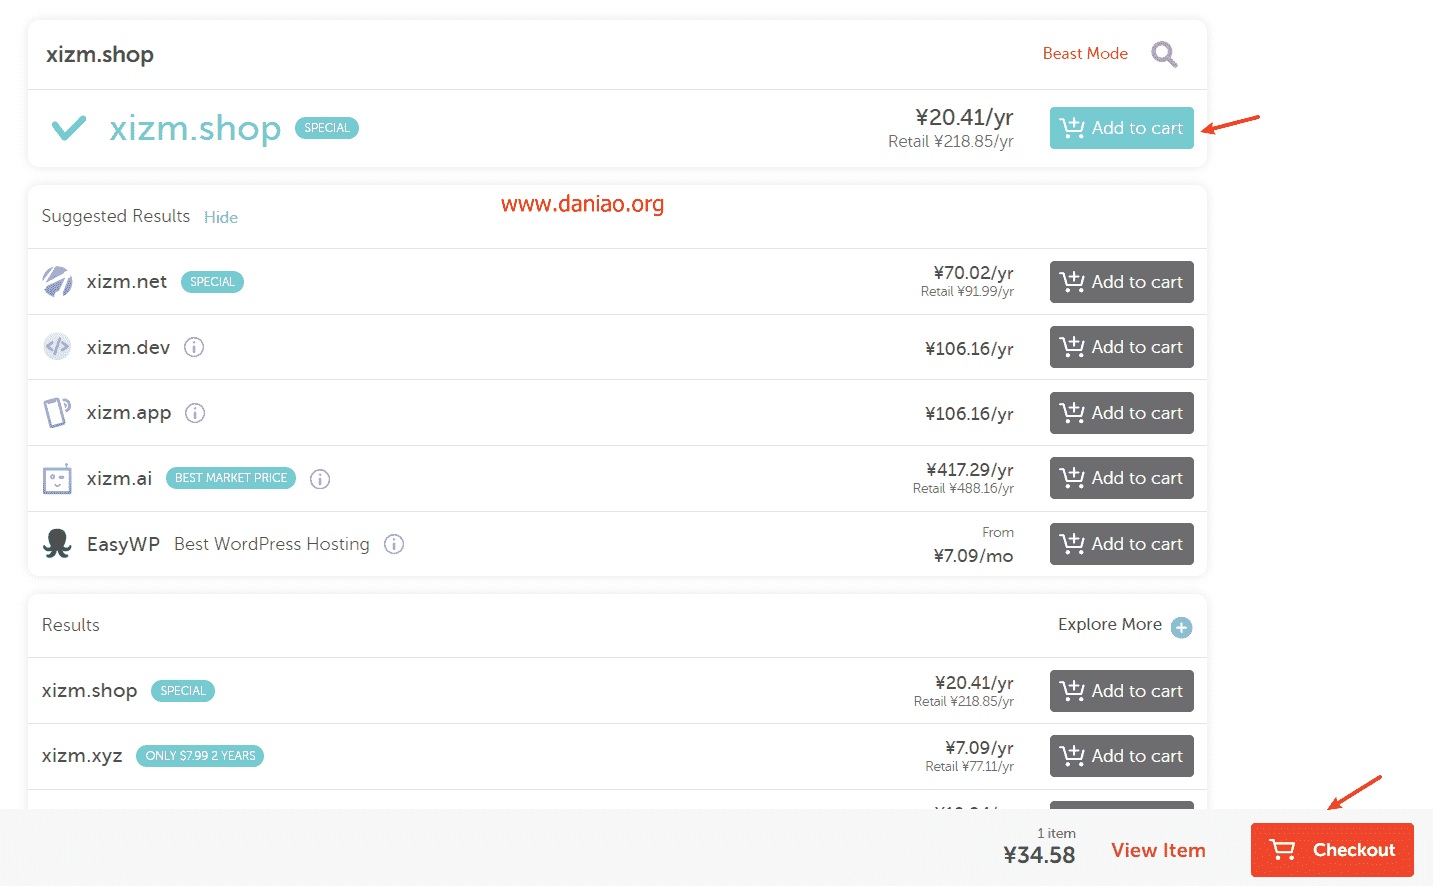 xizm.shop
Beast Mode
xizm.shop SPECIAL
¥20.41/yr
Retail ¥218.85/yr
Add to cart
www.daniao.org
Suggested Results Hide
xizm.net SPECIAL
¥70.02/yr
Retail ¥91.99/yr
Add to cart
xizm.dev
¥106.16/yr
Add to cart
xizm.app
¥106.16/yr
Add to cart
xizm.ai BEST MARKET PRICE
¥417.29/yr
Retail ¥488.16/yr
Add to cart
EasyWP Best WordPress Hosting
From
¥7.09/mo
Add to cart
Results
Explore More
xizm.shop SPECIAL
¥20.41/yr
Retail ¥218.85/yr
Add to cart
xizm.xyz ONLY $7.99 2 YEARS
¥7.09/yr
Retail ¥77.11/yr
Add to cart
1 item
¥34.58
View Item
Checkout